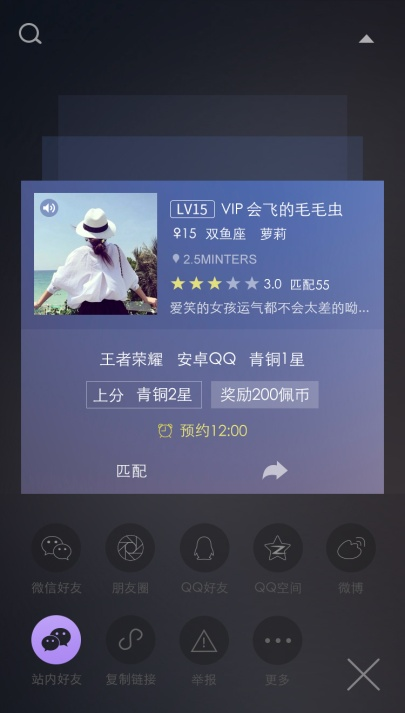 LV15 VIP 会飞的毛毛虫
♀15 双鱼座 萝莉
2.5MINTERS
3.0 匹配55
爱笑的女孩运气都不会太差的呦...
王者荣耀 安卓QQ 青铜1星
上分 青铜2星 奖励200佩币
预约12:00
匹配
微信好友 朋友圈 QQ好友 QQ空间 微博
站内好友 复制链接 举报 更多